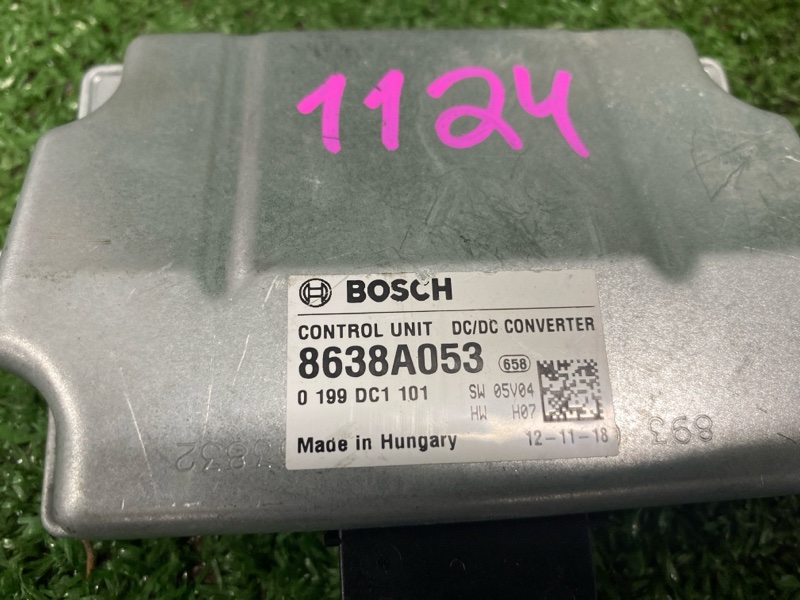 1124
BOSCH
CONTROL UNIT DC/DC CONVERTER
8638A053 658
0 199 DC1 101 SW 05V04
HW H07
Made in Hungary 12-11-18
893